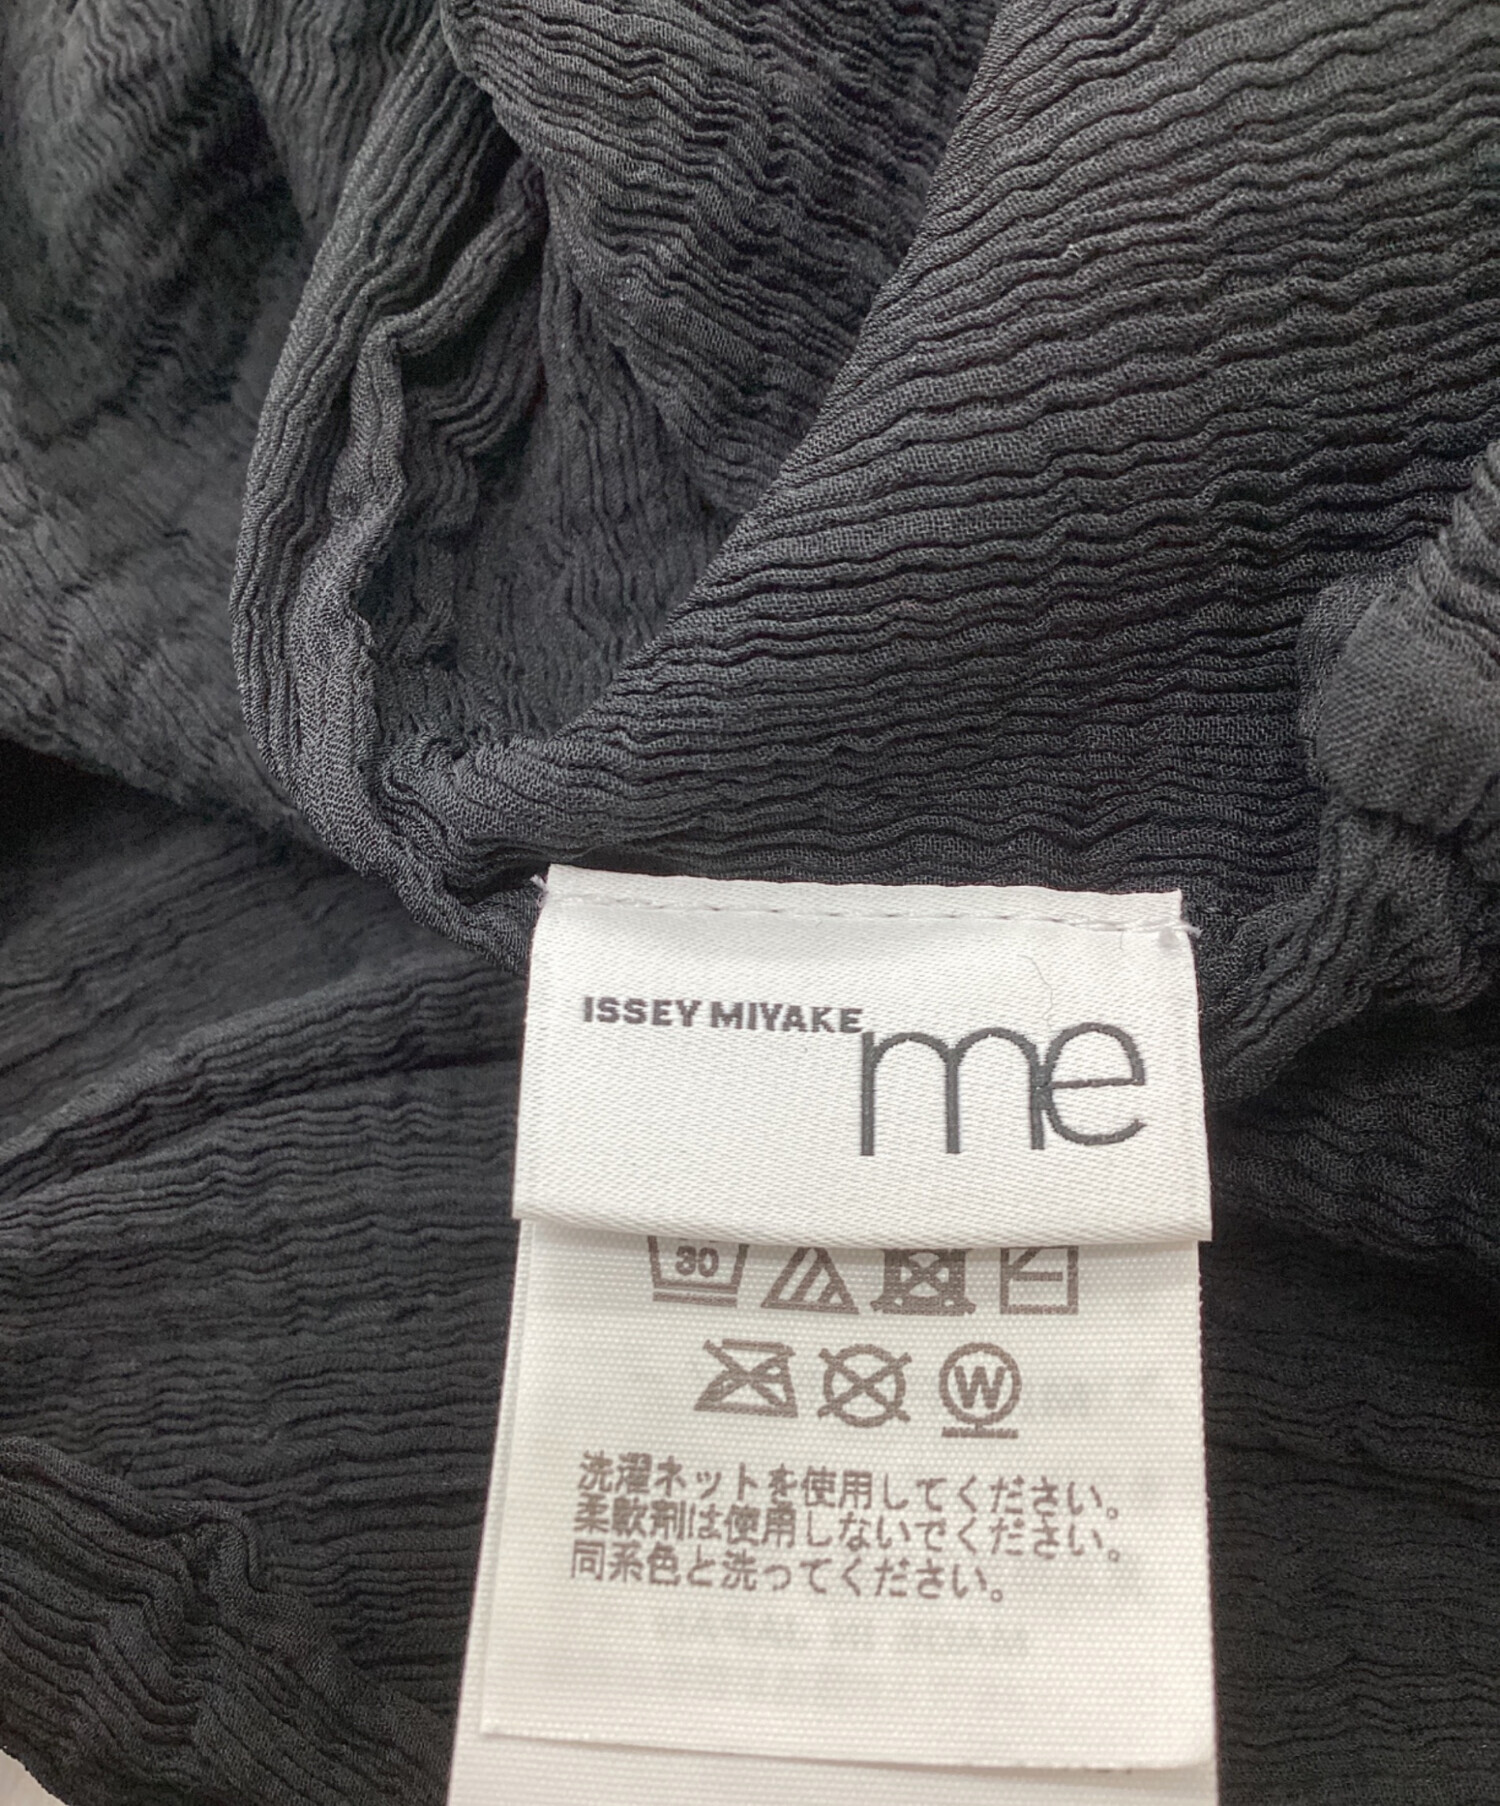 ISSEY MIYAKE
me
30
W
洗濯ネットを使用してください。
柔軟剤は使用しないでください。
同系色と洗ってください。